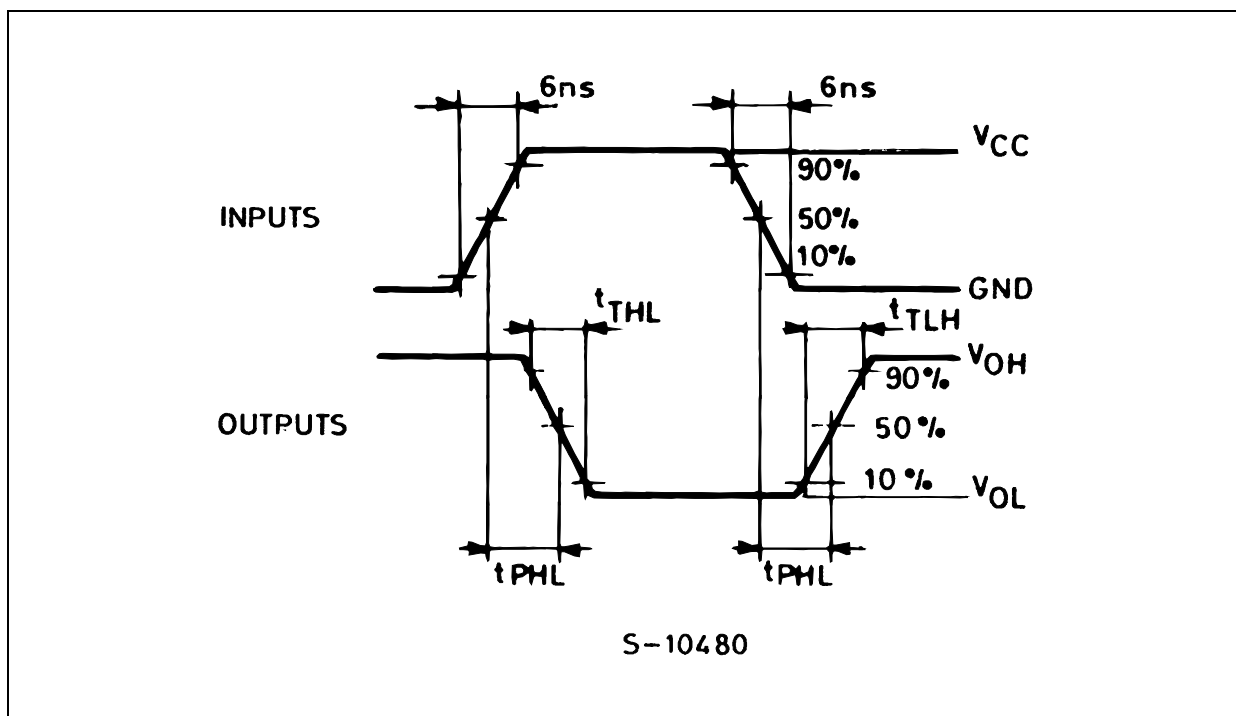 6ns 6ns
VCC
90%
INPUTS 50%
10%
GND
tTHL tTLH
VOH
90%
OUTPUTS 50%
10% VOL
tPHL tPHL
S-10480